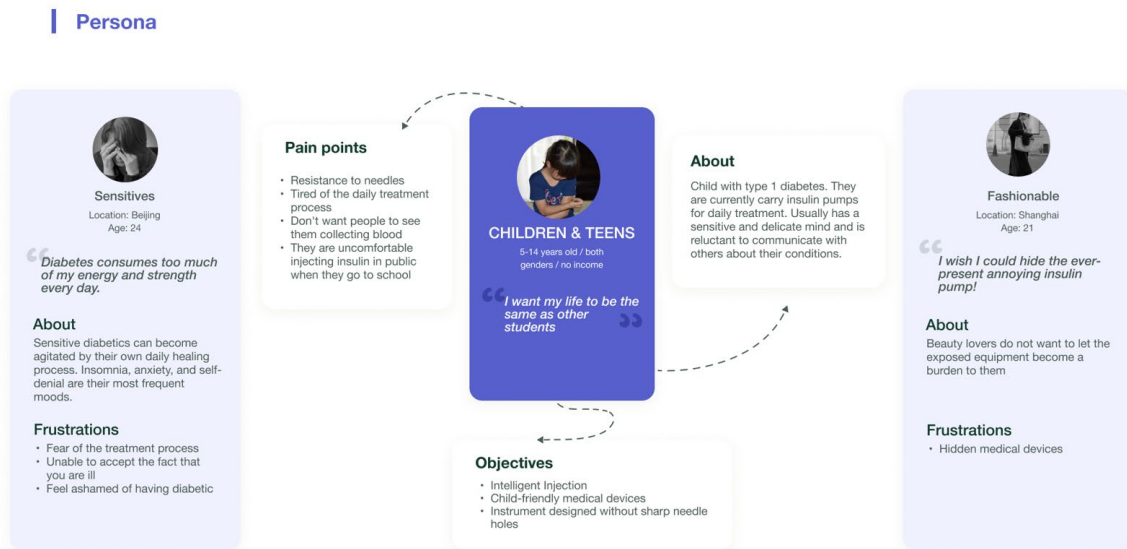 Persona
Sensitives
Location: Beijing
Age: 24
“
Diabetes consumes too much
of my energy and strength
every day.
About
Sensitive diabetics can become
agitated by their own daily healing
process. Insomnia, anxiety, and self-
denial are their most frequent
moods.
Frustrations
• Fear of the treatment process
• Unable to accept the fact that
you are ill
• Feel ashamed of having diabetic
Pain points
• Resistance to needles
• Tired of the daily treatment
process
• Don't want people to see
them collecting blood
• They are uncomfortable
injecting insulin in public
when they go to school
CHILDREN & TEENS
5-14 years old / both
genders / no income
“
I want my life to be the
same as other
students
”
Objectives
• Intelligent Injection
• Child-friendly medical devices
• Instrument designed without sharp needle
holes
About
Child with type 1 diabetes. They
are currently carry insulin pumps
for daily treatment. Usually has a
sensitive and delicate mind and is
reluctant to communicate with
others about their conditions.
Fashionable
Location: Shanghai
Age: 21
“
I wish I could hide the ever-
present annoying insulin
pump!
About
Beauty lovers do not want to let the
exposed equipment become a
burden to them
Frustrations
• Hidden medical devices